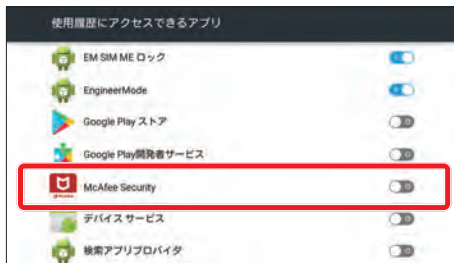 使用履歴にアクセスできるアプリ
EM SIM ME ロック
EngineerMode
Google Play ストア
Google Play開発者サービス
McAfee Security
デバイス サービス
検索アプリプロバイダ